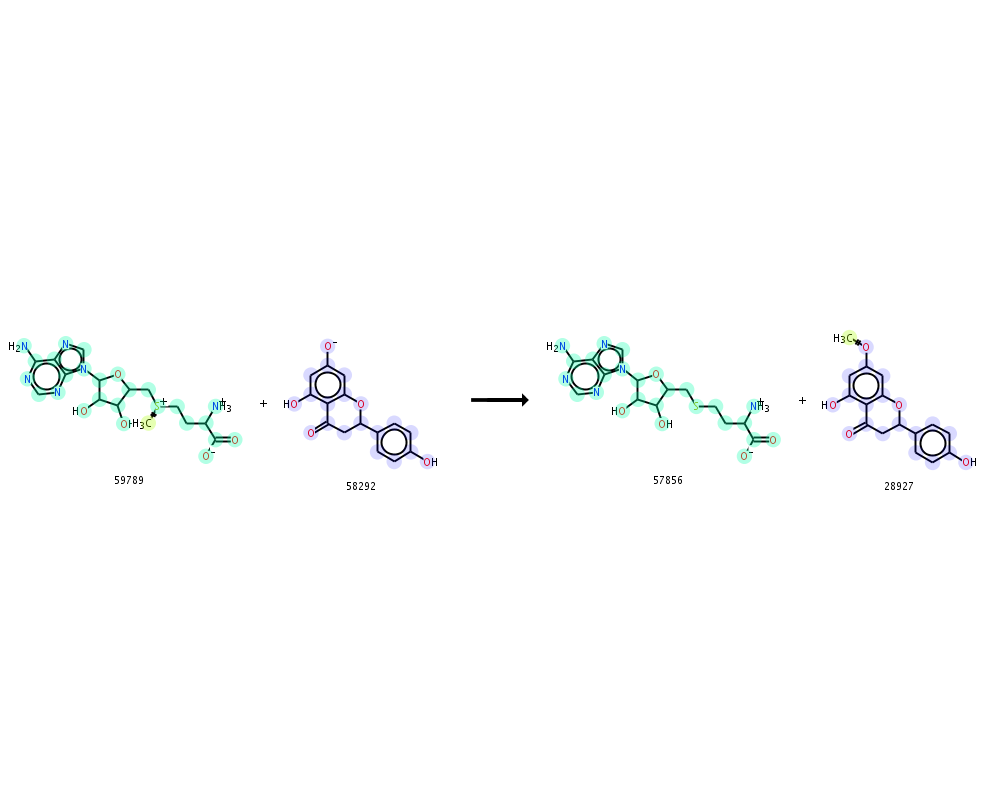 H₂N N N N N O HO OH S⁺ H₃C NH₃⁺ O O⁻
59789
+
O⁻ HO O O OH
58292
H₂N N N N N O HO OH S NH₃⁺ O O⁻
57856
+
H₃C O HO O O OH
28927